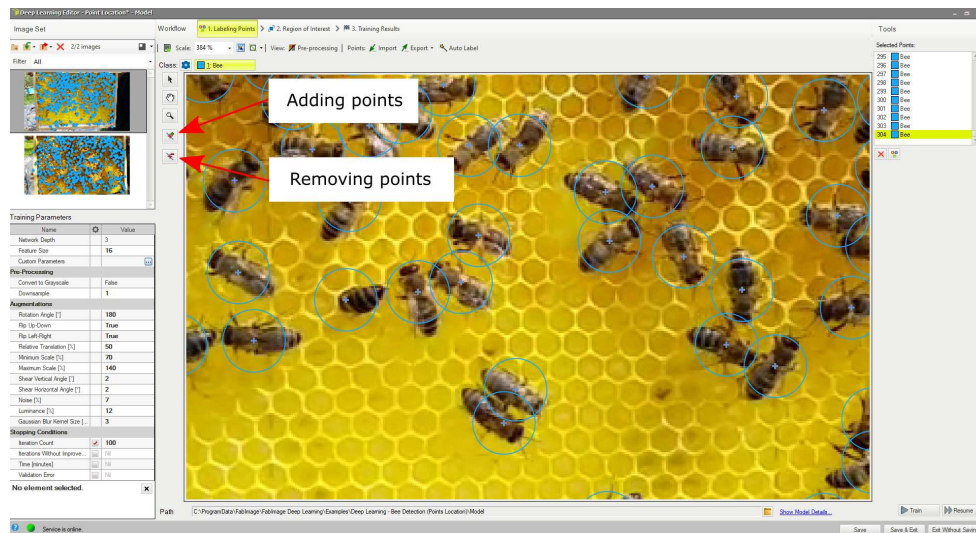 Deep Learning Editor - Point Location* - Model
Image Set
Workflow
1. Labeling Points
2. Region of Interest
3. Training Results
Tools
2/2 images
Scale: 384 %
View: Pre-processing
Points: Import Export
Auto Label
Selected Points:
Filter All
Class: 1: Bee
295 Bee
296 Bee
297 Bee
298 Bee
299 Bee
300 Bee
301 Bee
302 Bee
303 Bee
304 Bee
Adding points
Removing points
Training Parameters
Name Value
Network Depth 3
Feature Size 16
Custom Parameters ...
Pre-Processing
Convert to Grayscale False
Downsample 1
Augmentations
Rotation Angle [°] 180
Flip Up-Down True
Flip Left-Right True
Relative Translation [%] 50
Minimum Scale [%] 70
Maximum Scale [%] 140
Shear Vertical Angle [°] 2
Shear Horizontal Angle [°] 2
Noise [%] 7
Luminance [%] 12
Gaussian Blur Kernel Size [... 3
Stopping Conditions
Iteration Count 100
Iterations Without Improve... Nil
Time [minutes] Nil
Validation Error Nil
No element selected.
Path C:\ProgramData\FabImage\FabImage Deep Learning\Examples\Deep Learning - Bee Detection (Points Location)\Model
Show Model Details...
Train
Resume
Service is online.
Save
Save & Exit
Exit Without Saving